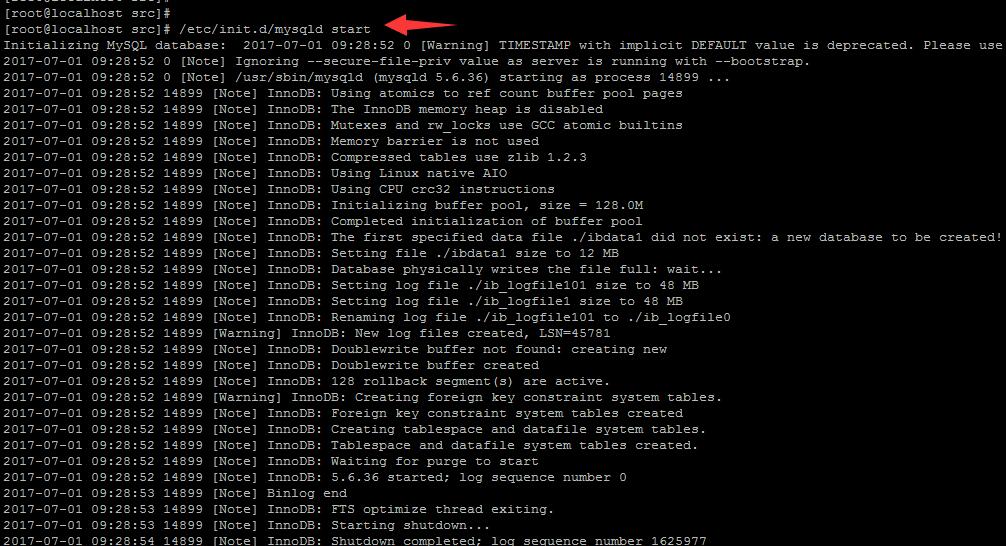 [root@localhost src]#
[root@localhost src]#
[root@localhost src]# /etc/init.d/mysqld start
Initializing MySQL database:  2017-07-01 09:28:52 0 [Warning] TIMESTAMP with implicit DEFAULT value is deprecated. Please use
2017-07-01 09:28:52 0 [Note] Ignoring --secure-file-priv value as server is running with --bootstrap.
2017-07-01 09:28:52 0 [Note] /usr/sbin/mysqld (mysqld 5.6.36) starting as process 14899 ...
2017-07-01 09:28:52 14899 [Note] InnoDB: Using atomics to ref count buffer pool pages
2017-07-01 09:28:52 14899 [Note] InnoDB: The InnoDB memory heap is disabled
2017-07-01 09:28:52 14899 [Note] InnoDB: Mutexes and rw_locks use GCC atomic builtins
2017-07-01 09:28:52 14899 [Note] InnoDB: Memory barrier is not used
2017-07-01 09:28:52 14899 [Note] InnoDB: Compressed tables use zlib 1.2.3
2017-07-01 09:28:52 14899 [Note] InnoDB: Using Linux native AIO
2017-07-01 09:28:52 14899 [Note] InnoDB: Using CPU crc32 instructions
2017-07-01 09:28:52 14899 [Note] InnoDB: Initializing buffer pool, size = 128.0M
2017-07-01 09:28:52 14899 [Note] InnoDB: Completed initialization of buffer pool
2017-07-01 09:28:52 14899 [Note] InnoDB: The first specified data file ./ibdata1 did not exist: a new database to be created!
2017-07-01 09:28:52 14899 [Note] InnoDB: Setting file ./ibdata1 size to 12 MB
2017-07-01 09:28:52 14899 [Note] InnoDB: Database physically writes the file full: wait...
2017-07-01 09:28:52 14899 [Note] InnoDB: Setting log file ./ib_logfile101 size to 48 MB
2017-07-01 09:28:52 14899 [Note] InnoDB: Setting log file ./ib_logfile1 size to 48 MB
2017-07-01 09:28:52 14899 [Note] InnoDB: Renaming log file ./ib_logfile101 to ./ib_logfile0
2017-07-01 09:28:52 14899 [Warning] InnoDB: New log files created, LSN=45781
2017-07-01 09:28:52 14899 [Note] InnoDB: Doublewrite buffer not found: creating new
2017-07-01 09:28:52 14899 [Note] InnoDB: Doublewrite buffer created
2017-07-01 09:28:52 14899 [Note] InnoDB: 128 rollback segment(s) are active.
2017-07-01 09:28:52 14899 [Warning] InnoDB: Creating foreign key constraint system tables.
2017-07-01 09:28:52 14899 [Note] InnoDB: Foreign key constraint system tables created
2017-07-01 09:28:52 14899 [Note] InnoDB: Creating tablespace and datafile system tables.
2017-07-01 09:28:52 14899 [Note] InnoDB: Tablespace and datafile system tables created.
2017-07-01 09:28:52 14899 [Note] InnoDB: Waiting for purge to start
2017-07-01 09:28:52 14899 [Note] InnoDB: 5.6.36 started; log sequence number 0
2017-07-01 09:28:53 14899 [Note] Binlog end
2017-07-01 09:28:53 14899 [Note] InnoDB: FTS optimize thread exiting.
2017-07-01 09:28:53 14899 [Note] InnoDB: Starting shutdown...
2017-07-01 09:28:54 14899 [Note] InnoDB: Shutdown completed; log sequence number 1625977